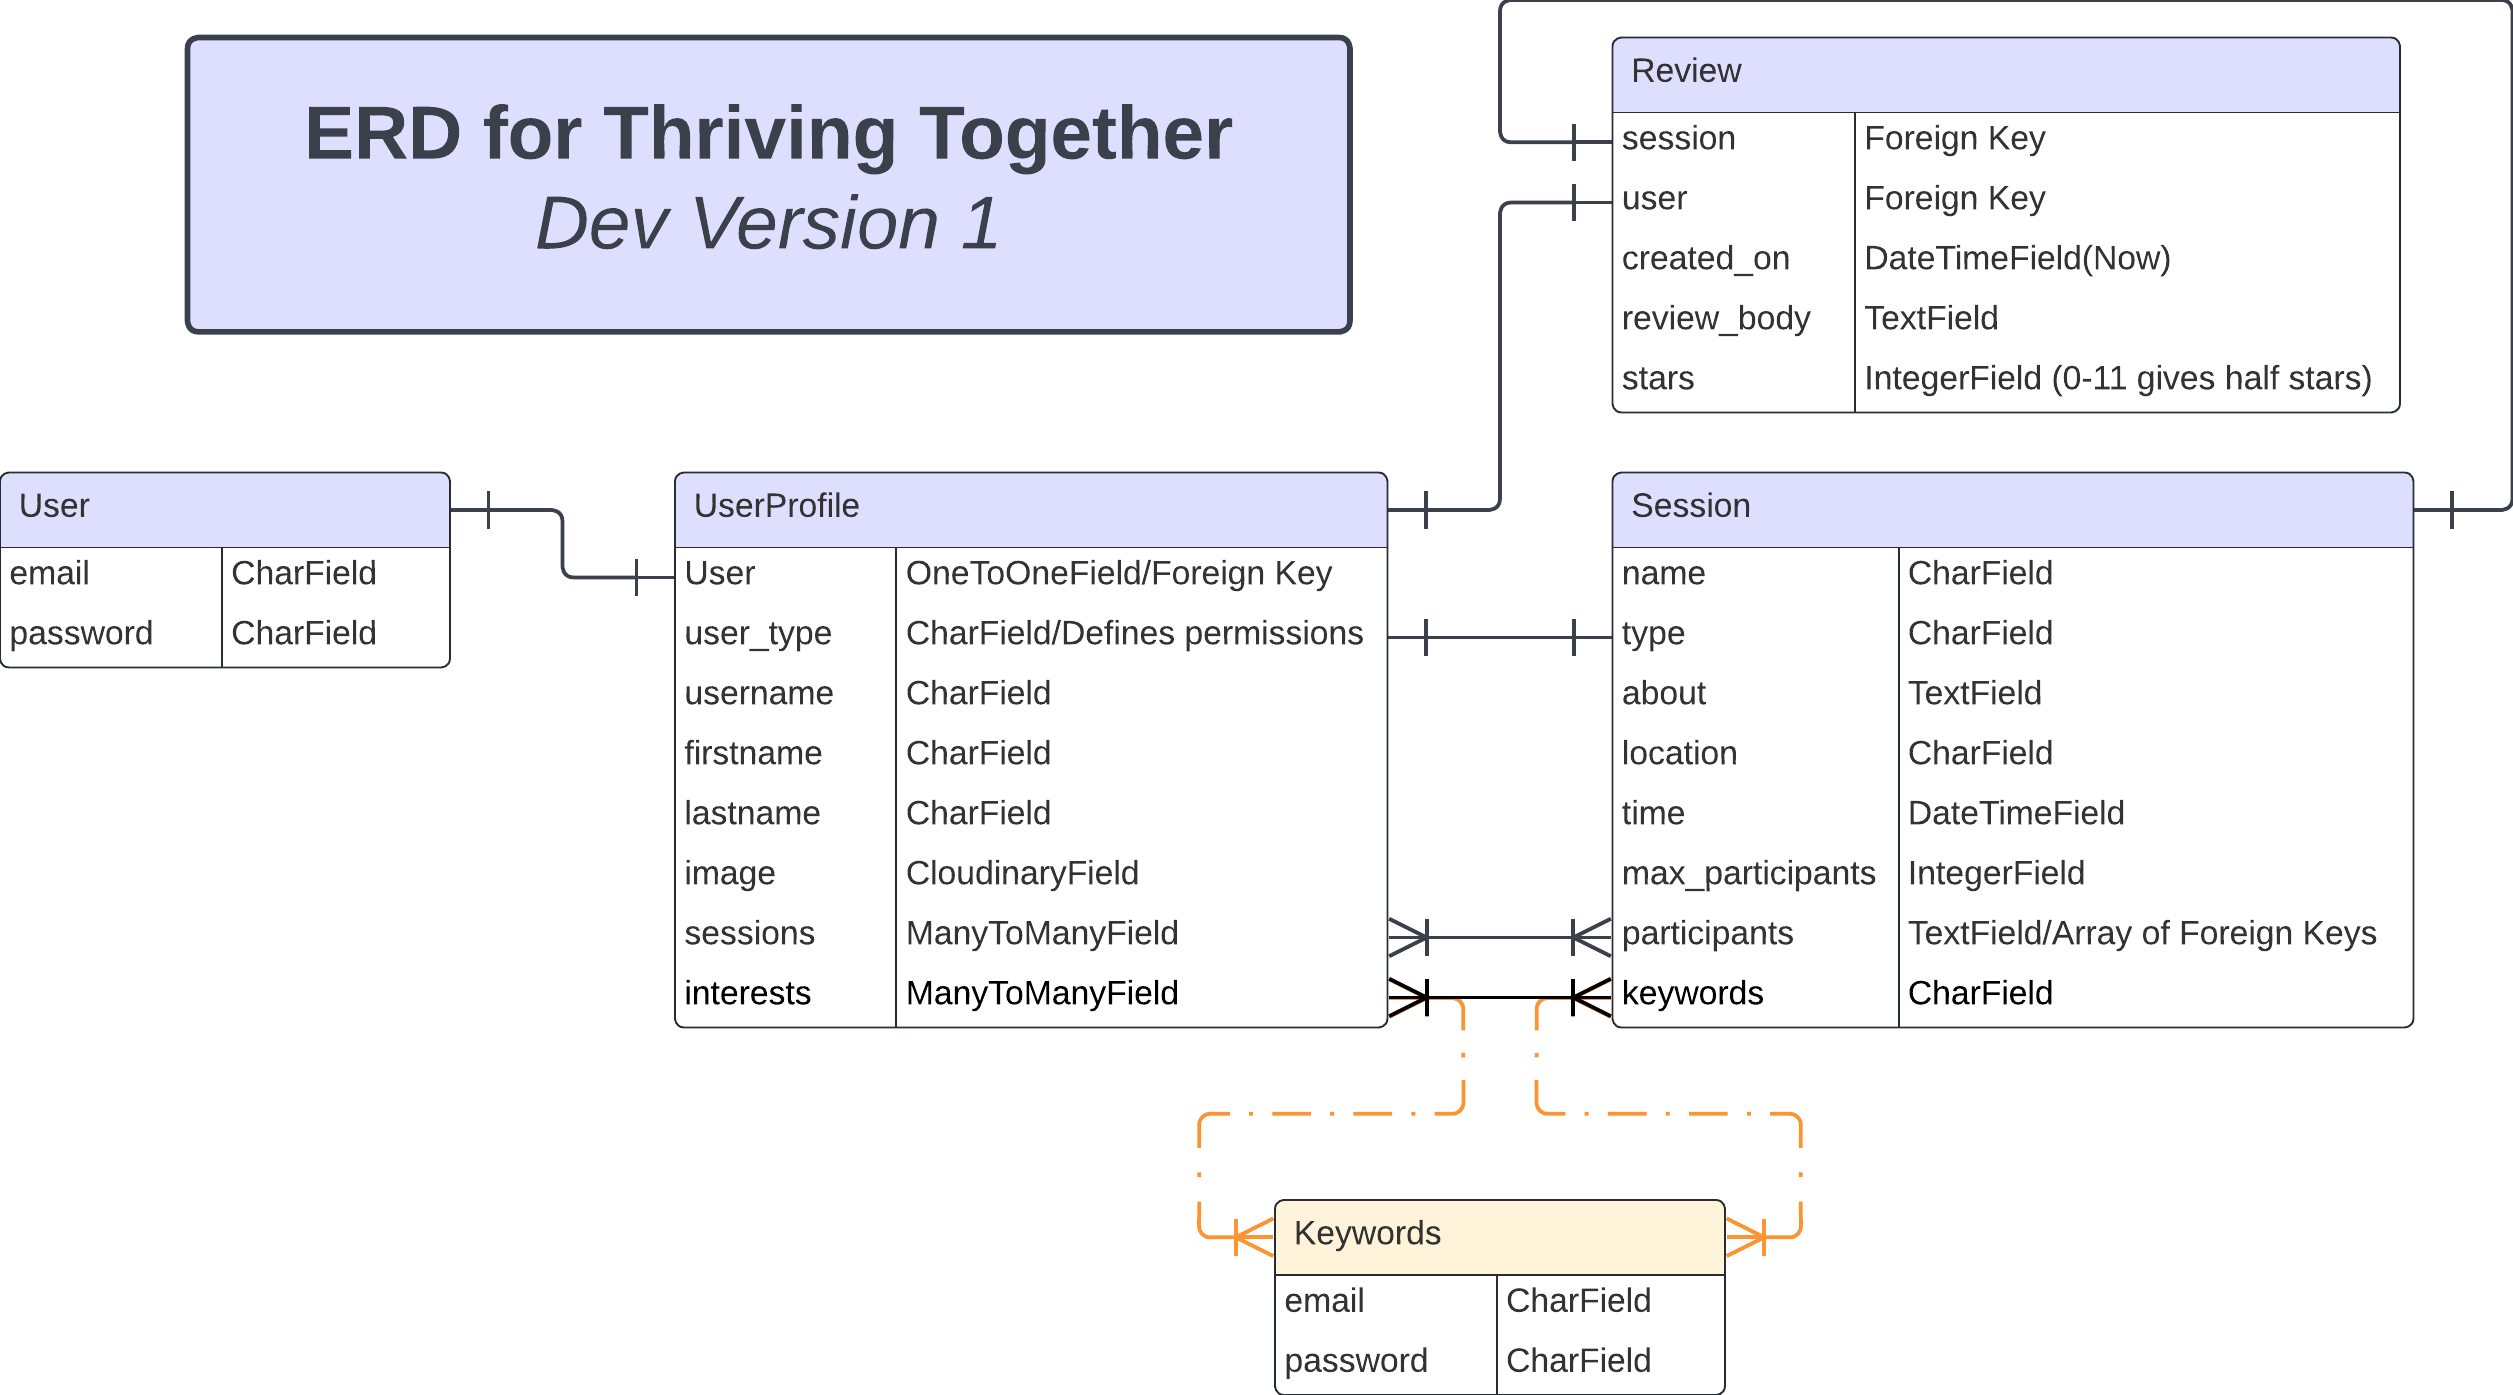 ERD for Thriving Together
Dev Version 1
Review
session Foreign Key
user Foreign Key
created_on DateTimeField(Now)
review_body TextField
stars IntegerField (0-11 gives half stars)
User
email CharField
password CharField
UserProfile
User OneToOneField/Foreign Key
user_type CharField/Defines permissions
username CharField
firstname CharField
lastname CharField
image CloudinaryField
sessions ManyToManyField
interests ManyToManyField
Session
name CharField
type CharField
about TextField
location CharField
time DateTimeField
max_participants IntegerField
participants TextField/Array of Foreign Keys
keywords CharField
Keywords
email CharField
password CharField